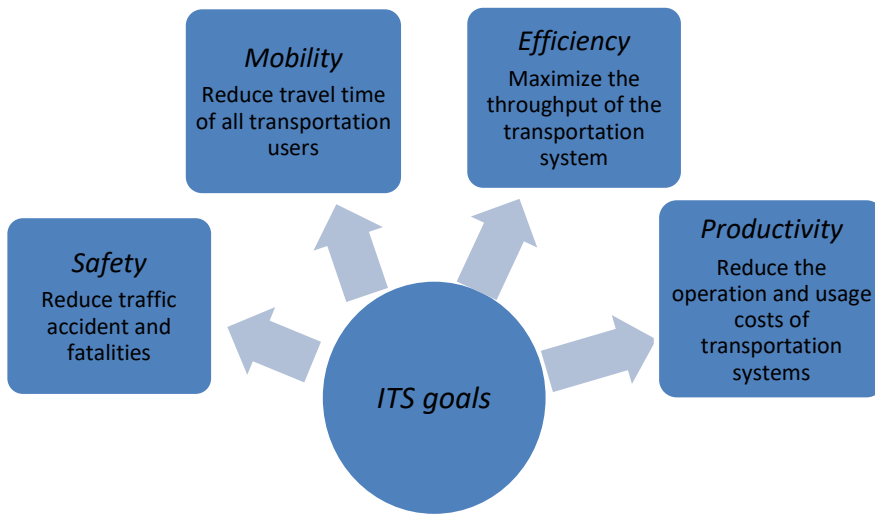 Mobility
Reduce travel time
of all transportation
users
Efficiency
Maximize the
throughput of the
transportation
system
Safety
Reduce traffic
accident and
fatalities
Productivity
Reduce the
operation and usage
costs of
transportation
systems
ITS goals